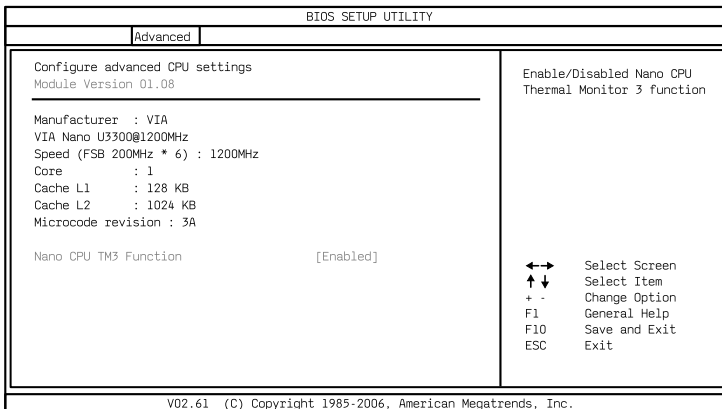 BIOS SETUP UTILITY
Advanced
Configure advanced CPU settings
Module Version 01.08
Manufacturer : VIA
VIA Nano U3300@1200MHz
Speed (FSB 200MHz * 6) : 1200MHz
Core : 1
Cache L1 : 128 KB
Cache L2 : 1024 KB
Microcode revision : 3A
Nano CPU TM3 Function [Enabled]
Enable/Disabled Nano CPU
Thermal Monitor 3 function
←→ Select Screen
↑↓ Select Item
+ - Change Option
F1 General Help
F10 Save and Exit
ESC Exit
V02.61 (C) Copyright 1985-2006, American Megatrends, Inc.